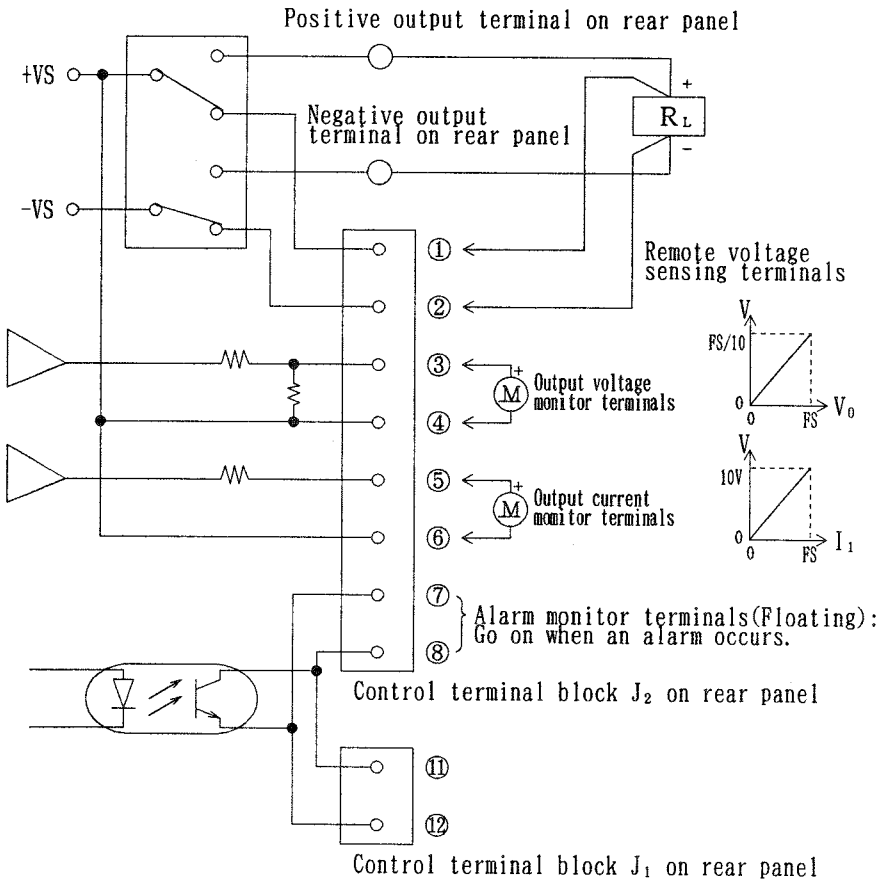 Positive output terminal on rear panel
+VS
+
Negative output
terminal on rear panel
RL
−
-VS
①
Remote voltage
sensing terminals
②
V
FS/10
③
+
M
Output voltage
monitor terminals
④
0
0
FS
V0
V
⑤
10V
+
M
Output current
momitor terminals
⑥
0
0
FS
I1
⑦
Alarm monitor terminals(Floating):
Go on when an alarm occurs.
⑧
Control terminal block J2 on rear panel
⑪
⑫
Control terminal block J1 on rear panel